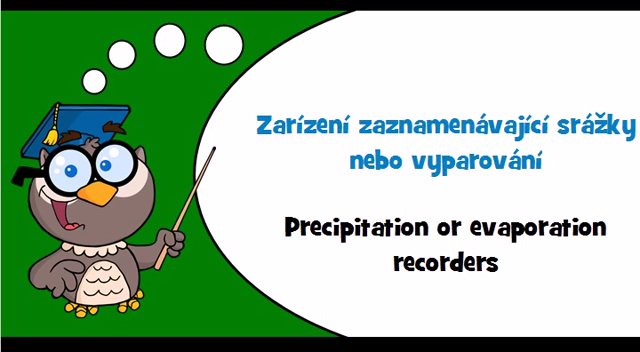 Zarízení zaznamenávající srážky
nebo vyparování
Precipitation or evaporation
recorders